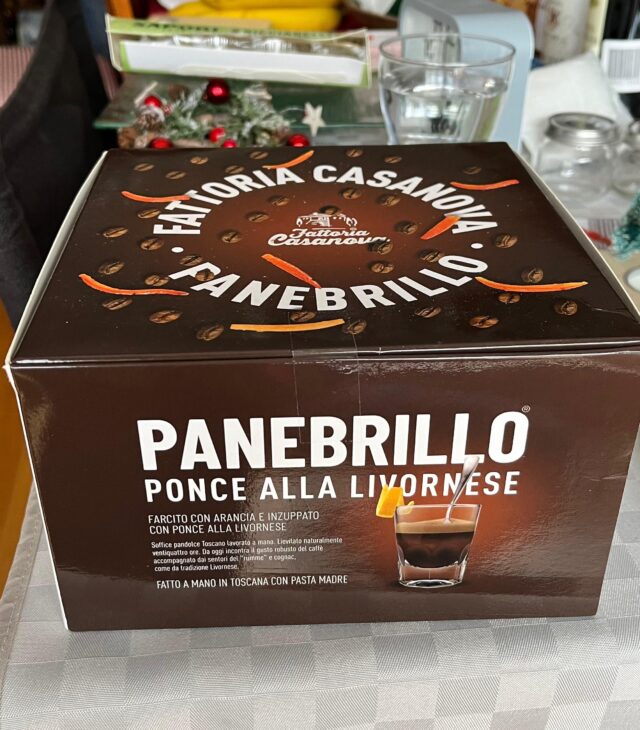 FATTORIA CASANOVA
Fattoria
Casanova
PANEBRILLO
PANEBRILLO®
PONCE ALLA LIVORNESE
FARCITO CON ARANCIA E INZUPPATO
CON PONCE ALLA LIVORNESE
Soffice pandolce Toscano lavorato a mano. Lievitato naturalmente
ventiquattro ore. Da oggi incontra il gusto robusto del caffè
accompagnato dai sentori del "rumme" e cognac,
come da tradizione Livornese.
FATTO A MANO IN TOSCANA CON PASTA MADRE